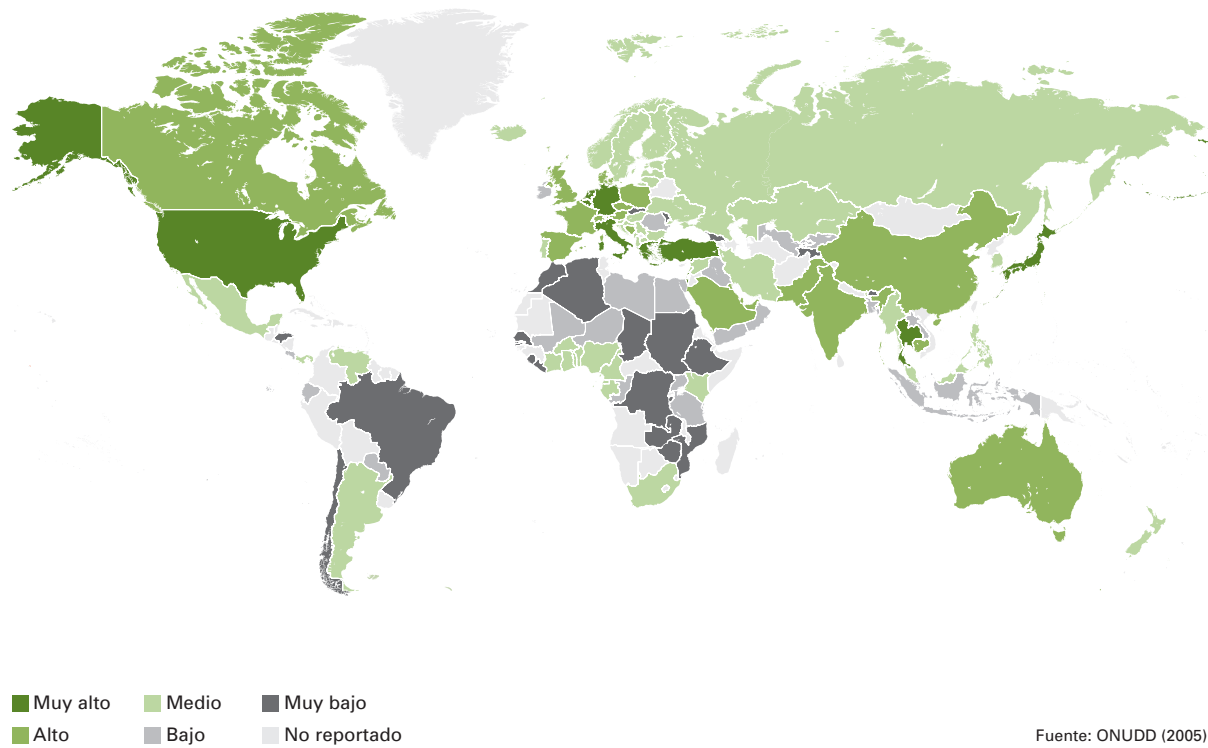 Muy alto
Medio
Muy bajo
Alto
Bajo
No reportado
Fuente: ONUDD (2005)